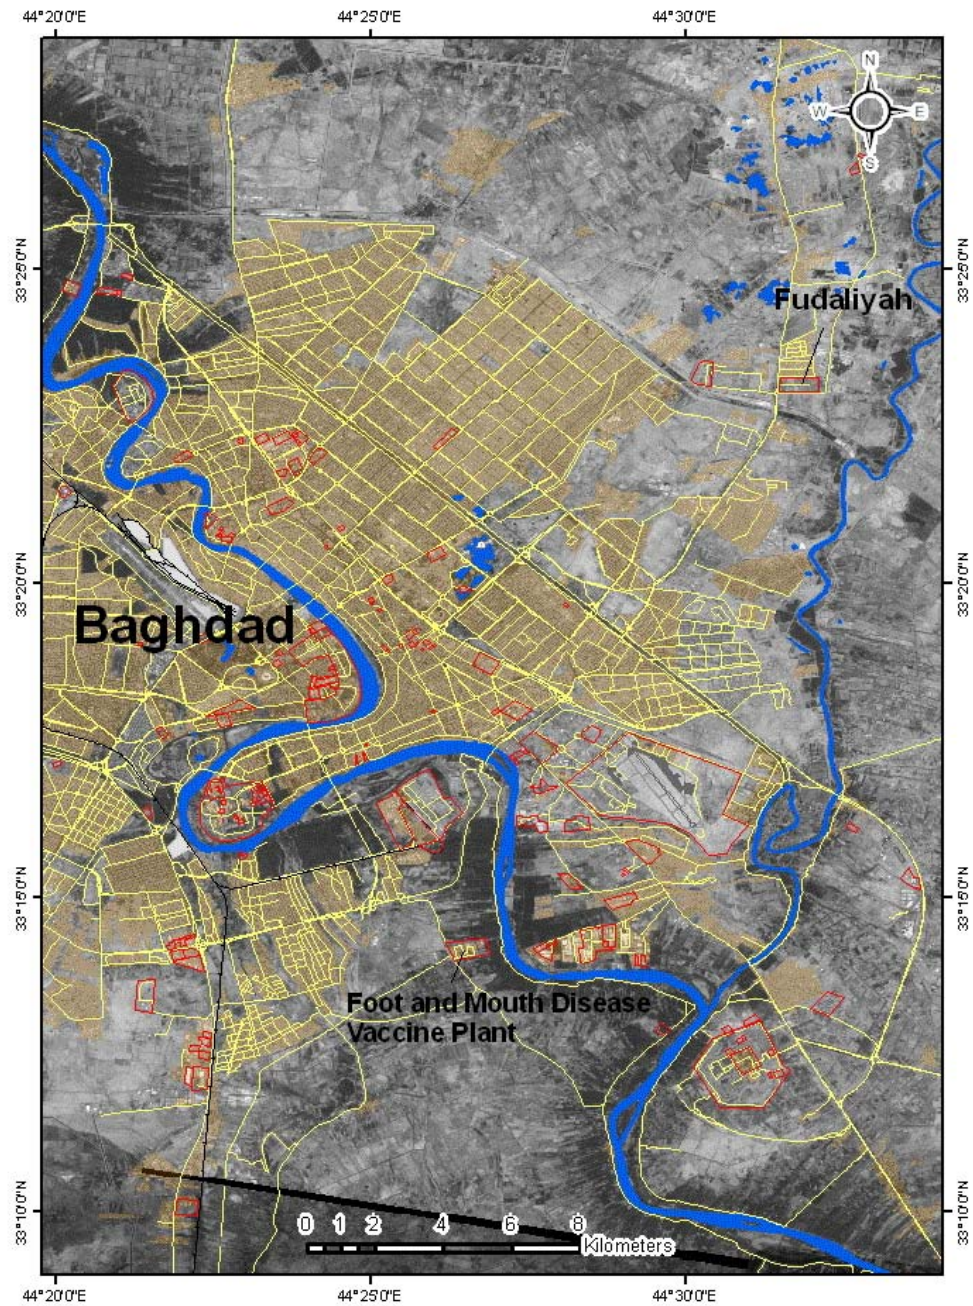 44°20'0"E
44°25'0"E
44°30'0"E
N
W
E
S
33°25'0"N
33°25'0"N
Fudaliyah
33°20'0"N
33°20'0"N
Baghdad
33°15'0"N
33°15'0"N
Foot and Mouth Disease
Vaccine Plant
33°10'0"N
33°10'0"N
0 1 2 4 6 8
Kilometers
44°20'0"E
44°25'0"E
44°30'0"E